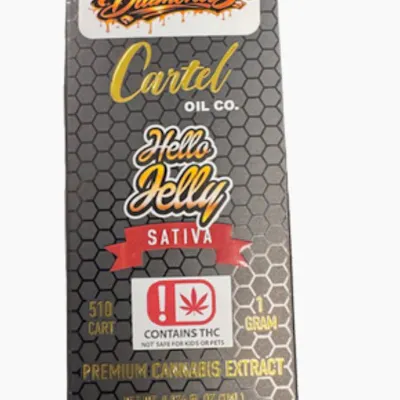 Cartel
OIL CO.
Hello
Jelly
SATIVA
510
CART
1
GRAM
CONTAINS THC
NOT SAFE FOR KIDS OR PETS
PREMIUM CANNABIS EXTRACT